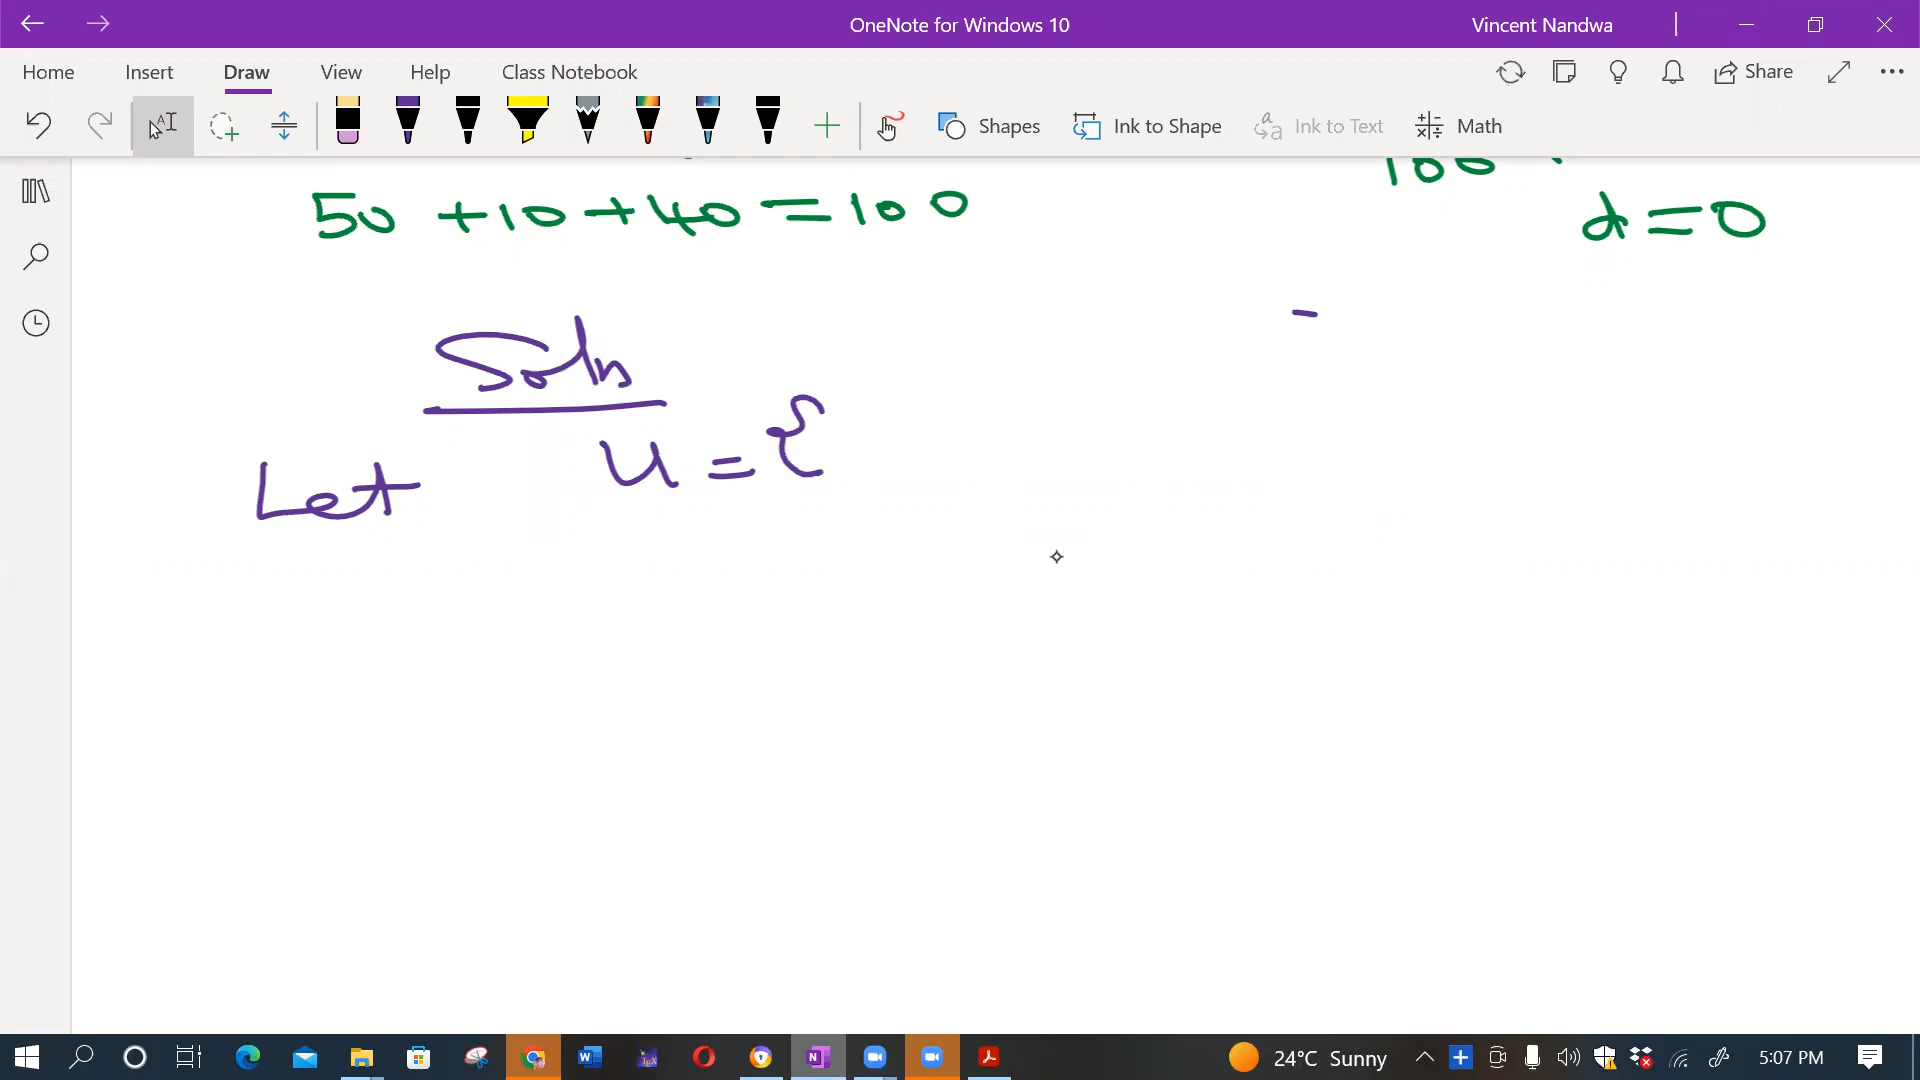 OneNote for Windows 10
Vincent Nandwa
Home Insert Draw View Help Class Notebook Share
Shapes Ink to Shape Ink to Text Math
50 + 10 + 40 = 100
d = 0
Soln
Let U = {
24°C Sunny 5:07 PM